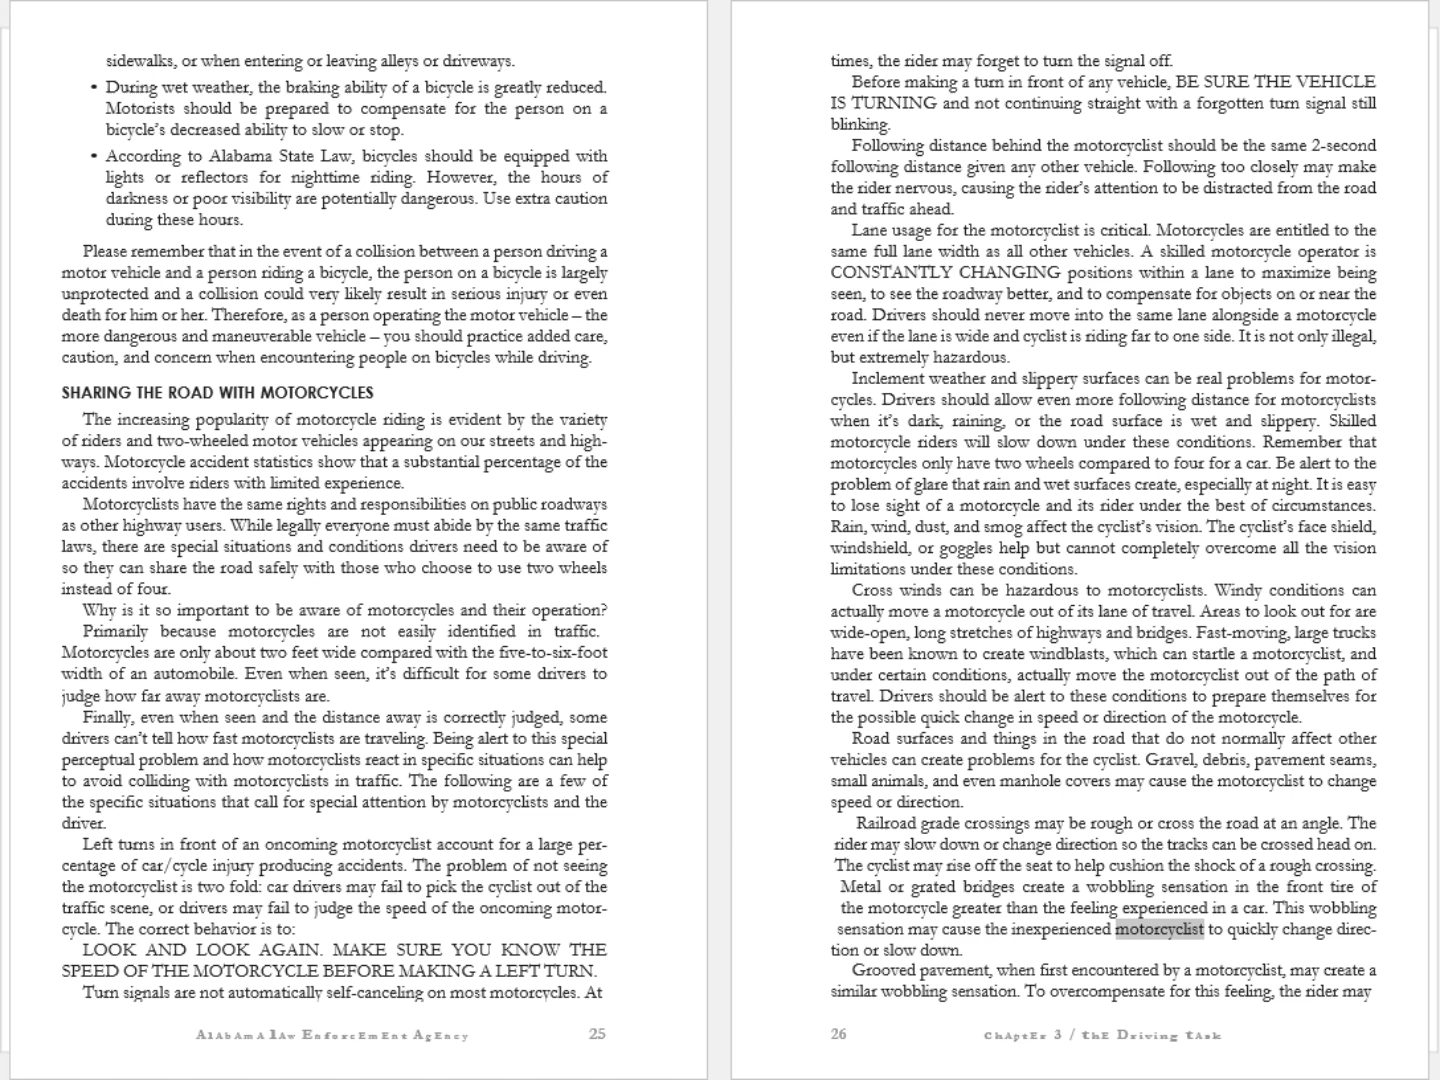 sidewalks, or when entering or leaving alleys or driveways.
• During wet weather, the braking ability of a bicycle is greatly reduced.
Motorists should be prepared to compensate for the person on a
bicycle's decreased ability to slow or stop.
• According to Alabama State Law, bicycles should be equipped with
lights or reflectors for nighttime riding. However, the hours of
darkness or poor visibility are potentially dangerous. Use extra caution
during these hours.
Please remember that in the event of a collision between a person driving a
motor vehicle and a person riding a bicycle, the person on a bicycle is largely
unprotected and a collision could very likely result in serious injury or even
death for him or her. Therefore, as a person operating the motor vehicle – the
more dangerous and maneuverable vehicle – you should practice added care,
caution, and concern when encountering people on bicycles while driving.
SHARING THE ROAD WITH MOTORCYCLES
The increasing popularity of motorcycle riding is evident by the variety
of riders and two-wheeled motor vehicles appearing on our streets and high-
ways. Motorcycle accident statistics show that a substantial percentage of the
accidents involve riders with limited experience.
Motorcyclists have the same rights and responsibilities on public roadways
as other highway users. While legally everyone must abide by the same traffic
laws, there are special situations and conditions drivers need to be aware of
so they can share the road safely with those who choose to use two wheels
instead of four.
Why is it so important to be aware of motorcycles and their operation?
Primarily because motorcycles are not easily identified in traffic.
Motorcycles are only about two feet wide compared with the five-to-six-foot
width of an automobile. Even when seen, it's difficult for some drivers to
judge how far away motorcyclists are.
Finally, even when seen and the distance away is correctly judged, some
drivers can't tell how fast motorcyclists are traveling. Being alert to this special
perceptual problem and how motorcyclists react in specific situations can help
to avoid colliding with motorcyclists in traffic. The following are a few of
the specific situations that call for special attention by motorcyclists and the
driver.
Left turns in front of an oncoming motorcyclist account for a large per-
centage of car/cycle injury producing accidents. The problem of not seeing
the motorcyclist is two fold: car drivers may fail to pick the cyclist out of the
traffic scene, or drivers may fail to judge the speed of the oncoming motor-
cycle. The correct behavior is to:
LOOK AND LOOK AGAIN. MAKE SURE YOU KNOW THE
SPEED OF THE MOTORCYCLE BEFORE MAKING A LEFT TURN.
Turn signals are not automatically self-canceling on most motorcycles. At
AlAbAmA lAw EnforcEmEnt AgEncy 25
times, the rider may forget to turn the signal off.
Before making a turn in front of any vehicle, BE SURE THE VEHICLE
IS TURNING and not continuing straight with a forgotten turn signal still
blinking.
Following distance behind the motorcyclist should be the same 2-second
following distance given any other vehicle. Following too closely may make
the rider nervous, causing the rider's attention to be distracted from the road
and traffic ahead.
Lane usage for the motorcyclist is critical. Motorcycles are entitled to the
same full lane width as all other vehicles. A skilled motorcycle operator is
CONSTANTLY CHANGING positions within a lane to maximize being
seen, to see the roadway better, and to compensate for objects on or near the
road. Drivers should never move into the same lane alongside a motorcycle
even if the lane is wide and cyclist is riding far to one side. It is not only illegal,
but extremely hazardous.
Inclement weather and slippery surfaces can be real problems for motor-
cycles. Drivers should allow even more following distance for motorcyclists
when it's dark, raining, or the road surface is wet and slippery. Skilled
motorcycle riders will slow down under these conditions. Remember that
motorcycles only have two wheels compared to four for a car. Be alert to the
problem of glare that rain and wet surfaces create, especially at night. It is easy
to lose sight of a motorcycle and its rider under the best of circumstances.
Rain, wind, dust, and smog affect the cyclist's vision. The cyclist's face shield,
windshield, or goggles help but cannot completely overcome all the vision
limitations under these conditions.
Cross winds can be hazardous to motorcyclists. Windy conditions can
actually move a motorcycle out of its lane of travel. Areas to look out for are
wide-open, long stretches of highways and bridges. Fast-moving, large trucks
have been known to create windblasts, which can startle a motorcyclist, and
under certain conditions, actually move the motorcyclist out of the path of
travel. Drivers should be alert to these conditions to prepare themselves for
the possible quick change in speed or direction of the motorcycle.
Road surfaces and things in the road that do not normally affect other
vehicles can create problems for the cyclist. Gravel, debris, pavement seams,
small animals, and even manhole covers may cause the motorcyclist to change
speed or direction.
Railroad grade crossings may be rough or cross the road at an angle. The
rider may slow down or change direction so the tracks can be crossed head on.
The cyclist may rise off the seat to help cushion the shock of a rough crossing.
Metal or grated bridges create a wobbling sensation in the front tire of
the motorcycle greater than the feeling experienced in a car. This wobbling
sensation may cause the inexperienced motorcyclist to quickly change direc-
tion or slow down.
Grooved pavement, when first encountered by a motorcyclist, may create a
similar wobbling sensation. To overcompensate for this feeling, the rider may
26 ChAptEr 3 / thE Driving tAsk